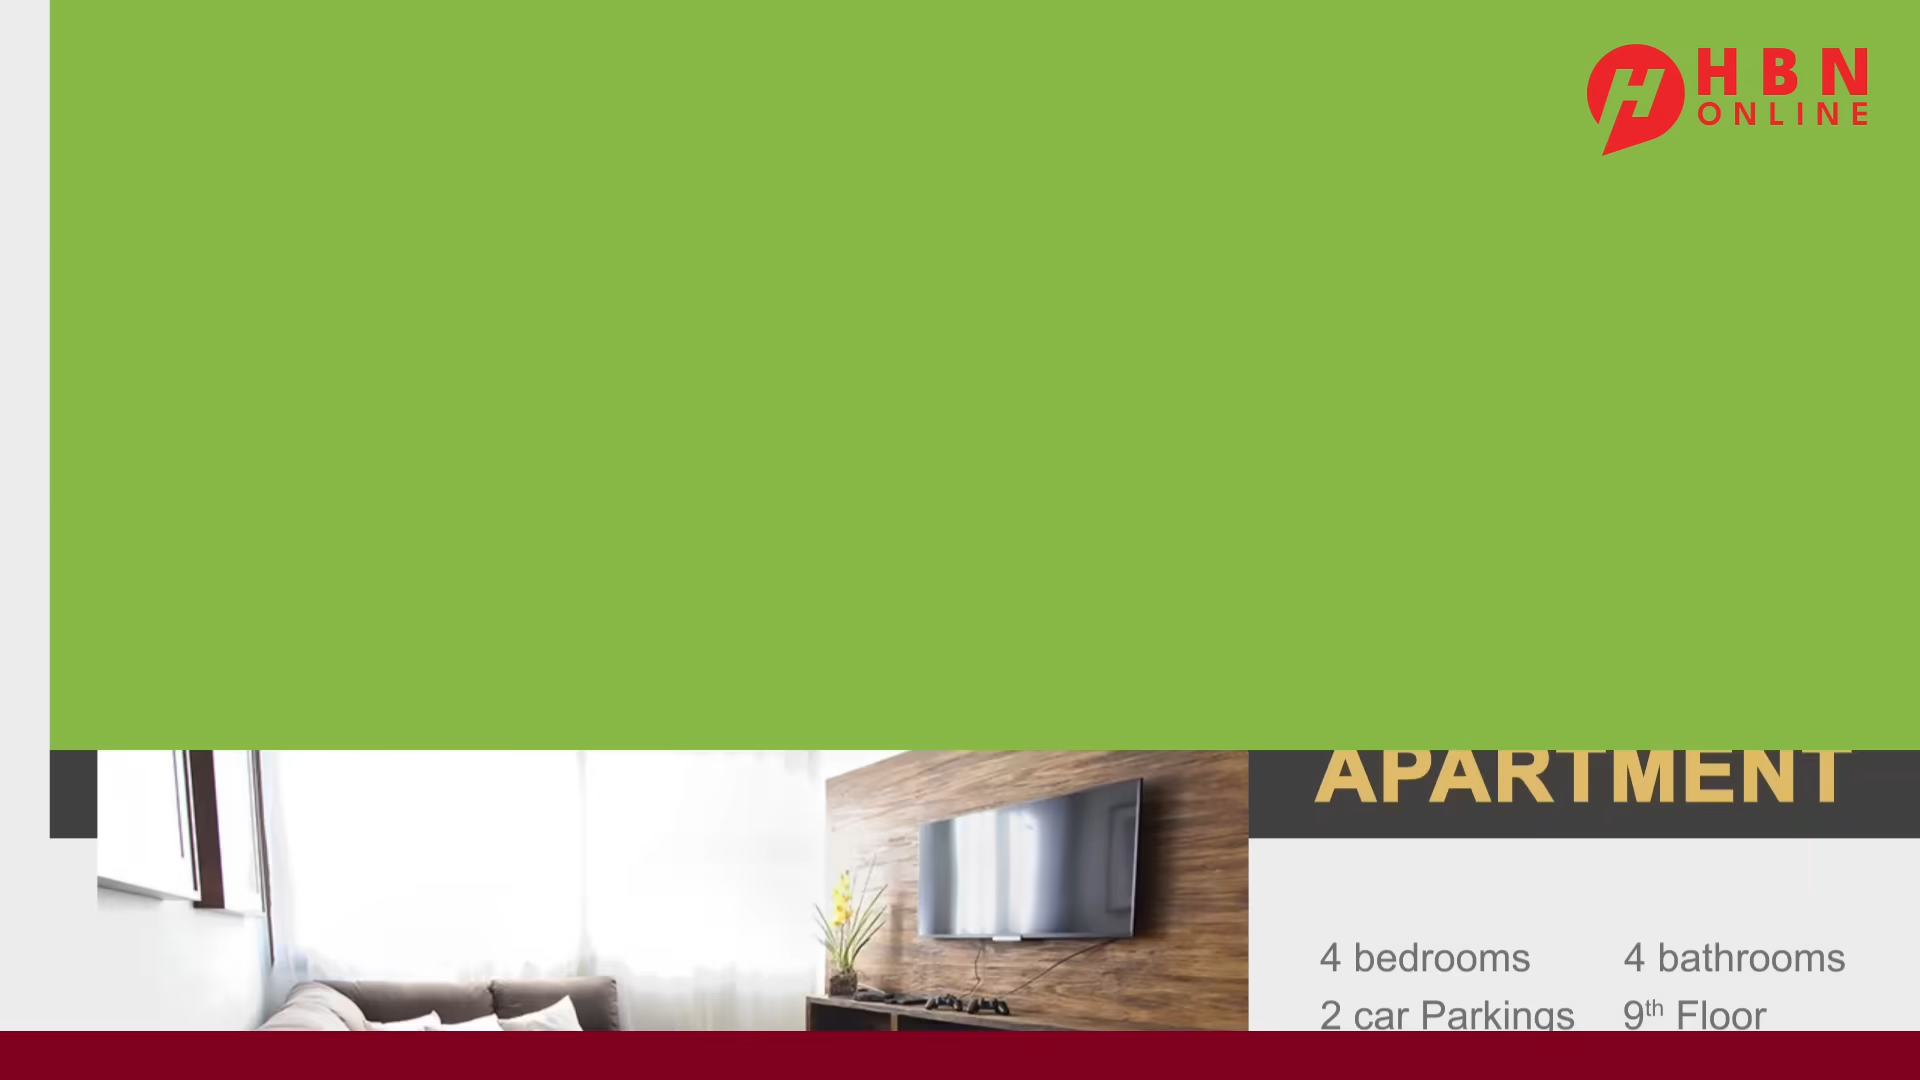 HBN
ONLINE
APARTMENT
4 bedrooms 4 bathrooms
2 car Parkings 9th Floor